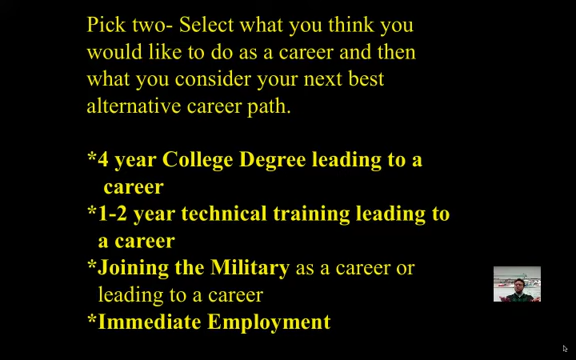 Pick two- Select what you think you
would like to do as a career and then
what you consider your next best
alternative career path.
*4 year College Degree leading to a
career
*1-2 year technical training leading to
a career
*Joining the Military as a career or
leading to a career
*Immediate Employment